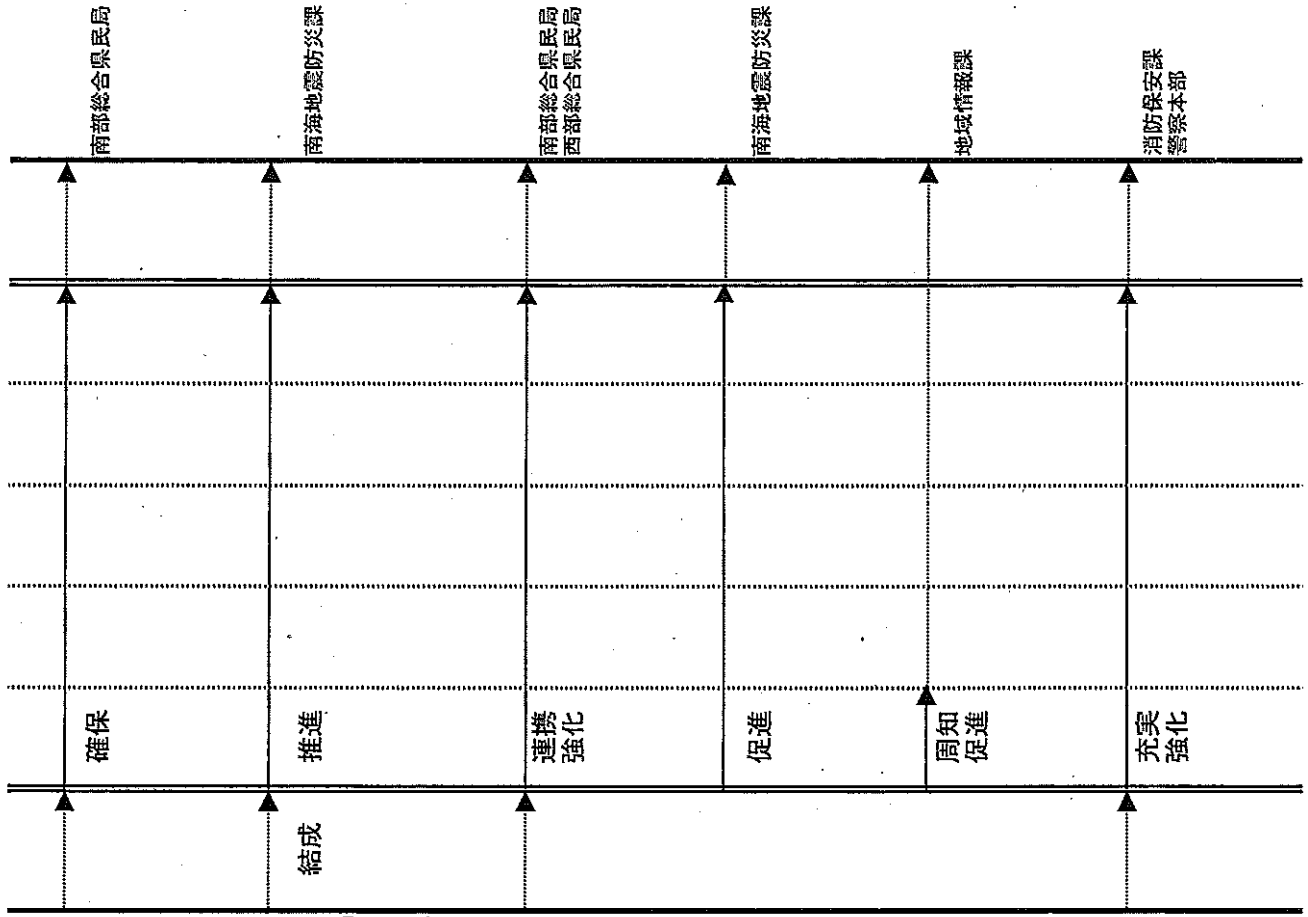 確保
南部総合県民局
結成
推進
南海地震防災課
連携
強化
南部総合県民局
西部総合県民局
促進
南海地震防災課
周知
促進
地域情報課
充実
強化
消防保安課
警察本部